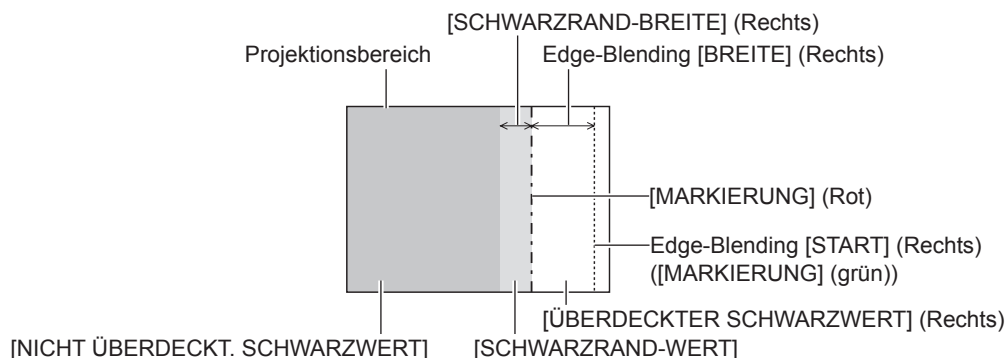 [SCHWARZRAND-BREITE] (Rechts)
Projektionsbereich
Edge-Blending [BREITE] (Rechts)
[MARKIERUNG] (Rot)
Edge-Blending [START] (Rechts)
([MARKIERUNG] (grün))
[ÜBERDECKTER SCHWARZWERT] (Rechts)
[NICHT ÜBERDECKT. SCHWARZWERT]
[SCHWARZRAND-WERT]